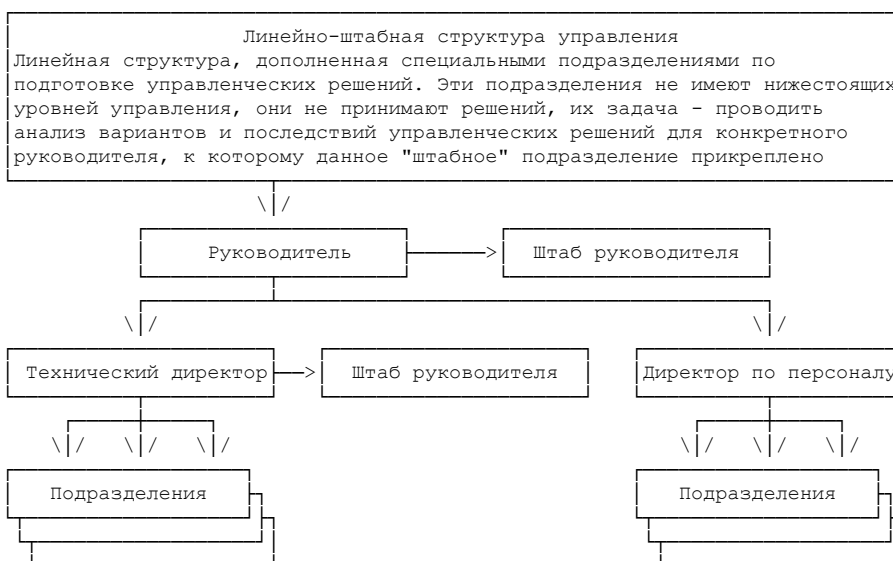 Линейно-штабная структура управления
Линейная структура, дополненная специальными подразделениями по
подготовке управленческих решений. Эти подразделения не имеют нижестоящих
уровней управления, они не принимают решений, их задача - проводить
анализ вариантов и последствий управленческих решений для конкретного
руководителя, к которому данное "штабное" подразделение прикреплено
Руководитель
Штаб руководителя
Технический директор
Штаб руководителя
Директор по персоналу
Подразделения
Подразделения